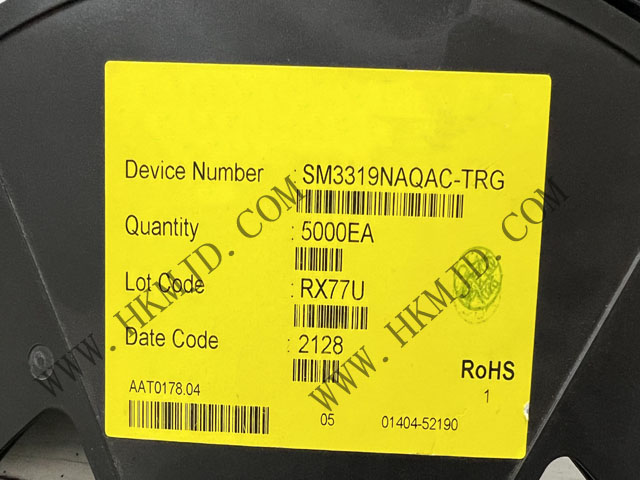 Device Number : SM3319NAQAC-TRG
Quantity : 5000EA
Lot Code : RX77U
Date Code : 2128
RoHS
1
AAT0178.04
05 01404-52190
WWW.HKMJD.COM
WWW.HKMJD.COM